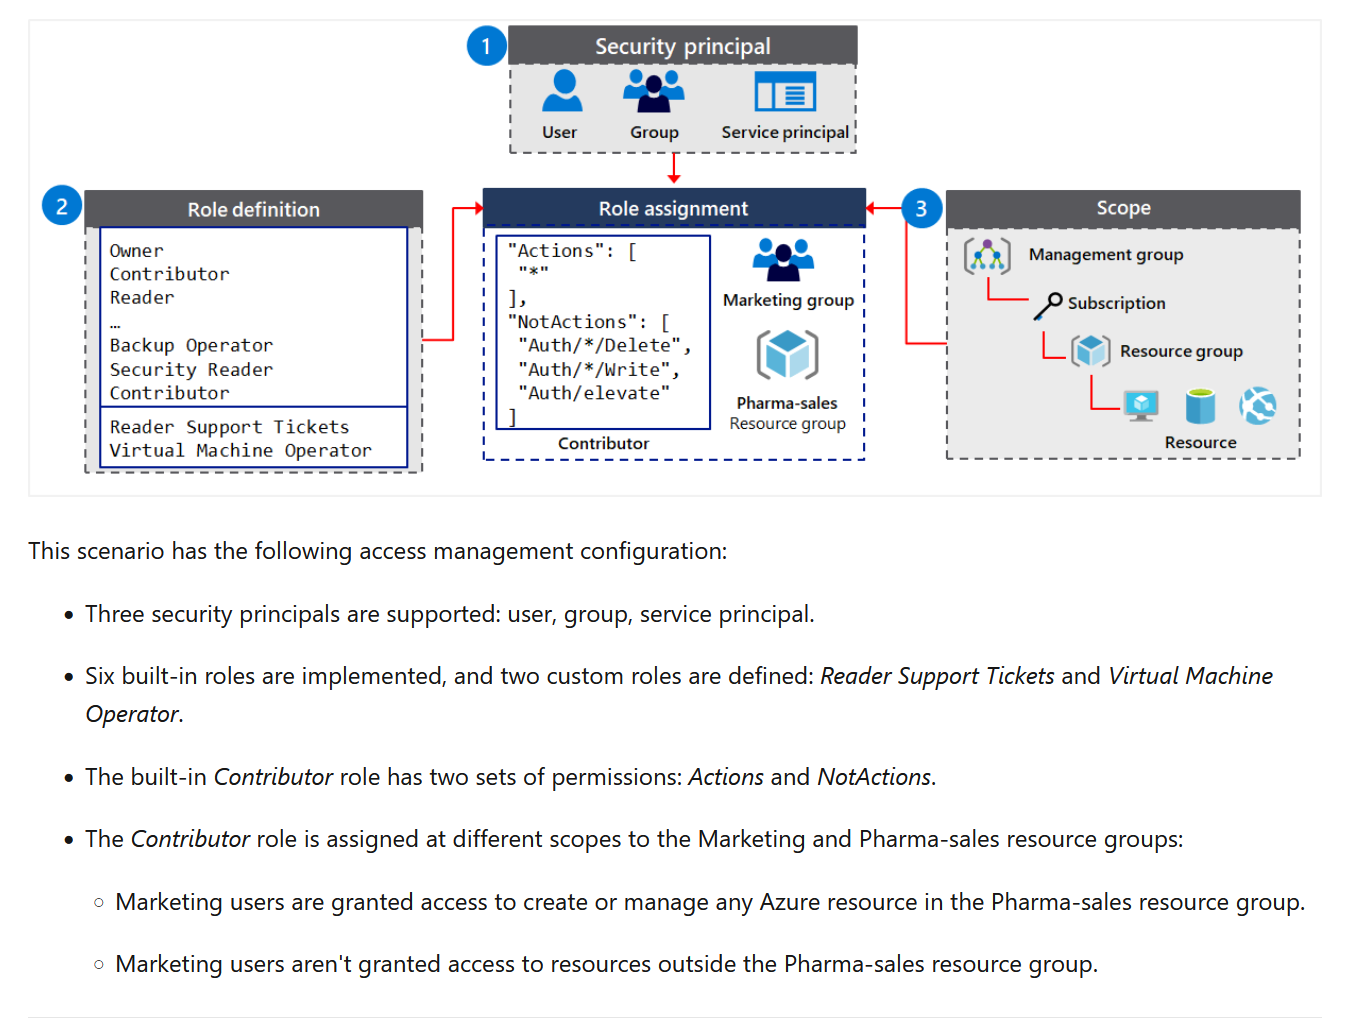 1
Security principal
User
Group
Service principal
2
Role definition
Owner
Contributor
Reader
…
Backup Operator
Security Reader
Contributor
Reader Support Tickets
Virtual Machine Operator
Role assignment
"Actions": [
"*"
],
"NotActions": [
"Auth/*/Delete",
"Auth/*/Write",
"Auth/elevate"
]
Contributor
Marketing group
Pharma-sales
Resource group
3
Scope
Management group
Subscription
Resource group
Resource
This scenario has the following access management configuration:
• Three security principals are supported: user, group, service principal.
• Six built-in roles are implemented, and two custom roles are defined: Reader Support Tickets and Virtual Machine
Operator.
• The built-in Contributor role has two sets of permissions: Actions and NotActions.
• The Contributor role is assigned at different scopes to the Marketing and Pharma-sales resource groups:
○ Marketing users are granted access to create or manage any Azure resource in the Pharma-sales resource group.
○ Marketing users aren't granted access to resources outside the Pharma-sales resource group.